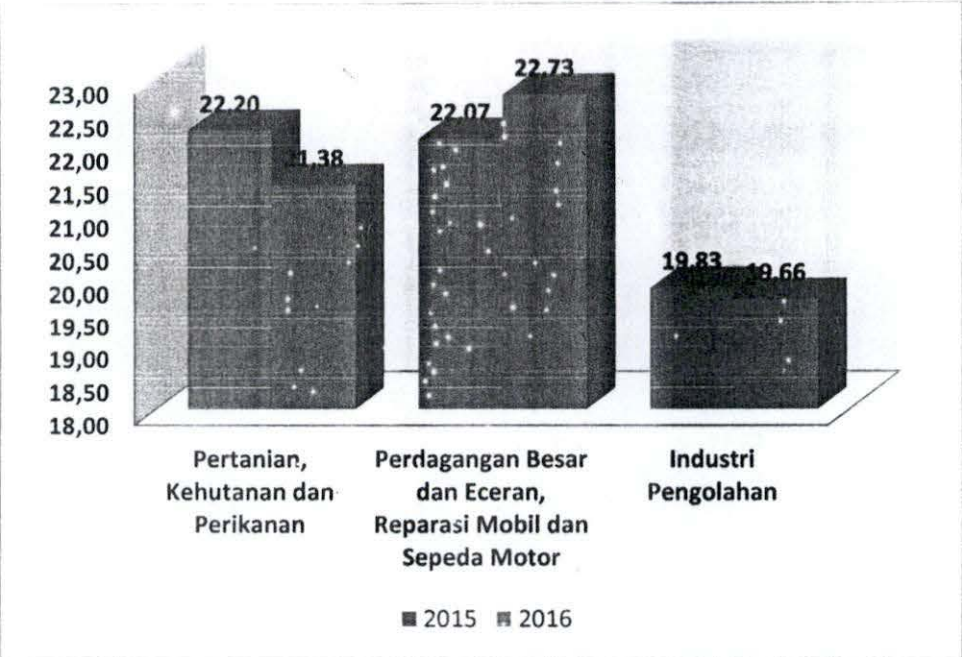 23,00
22,50
22,00
21,50
21,00
20,50
20,00
19,50
19,00
18,50
18,00
22,20
21,38
22,07
22,73
19,83
19,66
Pertanian,
Kehutanan dan
Perikanan
Perdagangan Besar
dan Eceran,
Reparasi Mobil dan
Sepeda Motor
Industri
Pengolahan
2015 2016